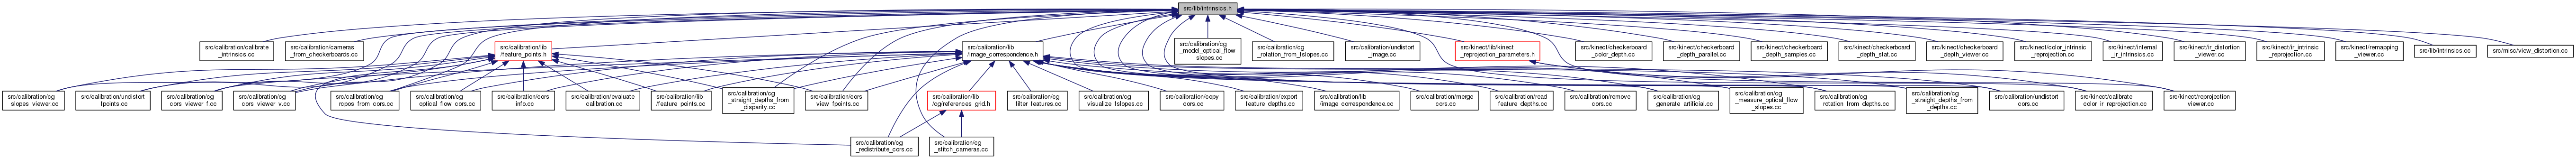 src/lib/intrinsics.h
src/calibration/calibrate
_intrinsics.cc
src/calibration/cameras
_from_checkerboards.cc
src/calibration/lib
/feature_points.h
src/calibration/lib
/image_correspondence.h
src/calibration/cg
_model_optical_flow
_slopes.cc
src/calibration/cg
_rotation_from_fslopes.cc
src/calibration/undistort
_image.cc
src/kinect/lib/kinect
_reprojection_parameters.h
src/kinect/checkerboard
_color_depth.cc
src/kinect/checkerboard
_depth_parallel.cc
src/kinect/checkerboard
_depth_samples.cc
src/kinect/checkerboard
_depth_stat.cc
src/kinect/checkerboard
_depth_viewer.cc
src/kinect/color_intrinsic
_reprojection.cc
src/kinect/internal
_ir_intrinsics.cc
src/kinect/ir_distortion
_viewer.cc
src/kinect/ir_intrinsic
_reprojection.cc
src/kinect/remapping
_viewer.cc
src/lib/intrinsics.cc
src/misc/view_distortion.cc
src/calibration/cg
_slopes_viewer.cc
src/calibration/undistort
_fpoints.cc
src/calibration/cg
_cors_viewer_f.cc
src/calibration/cg
_cors_viewer_v.cc
src/calibration/cg
_rcpos_from_cors.cc
src/calibration/cg
_optical_flow_cors.cc
src/calibration/cors
_info.cc
src/calibration/evaluate
_calibration.cc
src/calibration/lib
/feature_points.cc
src/calibration/cg
_straight_depths_from
_disparity.cc
src/calibration/cors
_view_fpoints.cc
src/calibration/lib
/cg/references_grid.h
src/calibration/cg
_filter_features.cc
src/calibration/cg
_visualize_fslopes.cc
src/calibration/copy
_cors.cc
src/calibration/export
_feature_depths.cc
src/calibration/lib
/image_correspondence.cc
src/calibration/merge
_cors.cc
src/calibration/read
_feature_depths.cc
src/calibration/remove
_cors.cc
src/calibration/cg
_generate_artificial.cc
src/calibration/cg
_measure_optical_flow
_slopes.cc
src/calibration/cg
_rotation_from_depths.cc
src/calibration/cg
_straight_depths_from
_depths.cc
src/calibration/undistort
_cors.cc
src/kinect/calibrate
_color_ir_reprojection.cc
src/kinect/reprojection
_viewer.cc
src/calibration/cg
_redistribute_cors.cc
src/calibration/cg
_stitch_cameras.cc